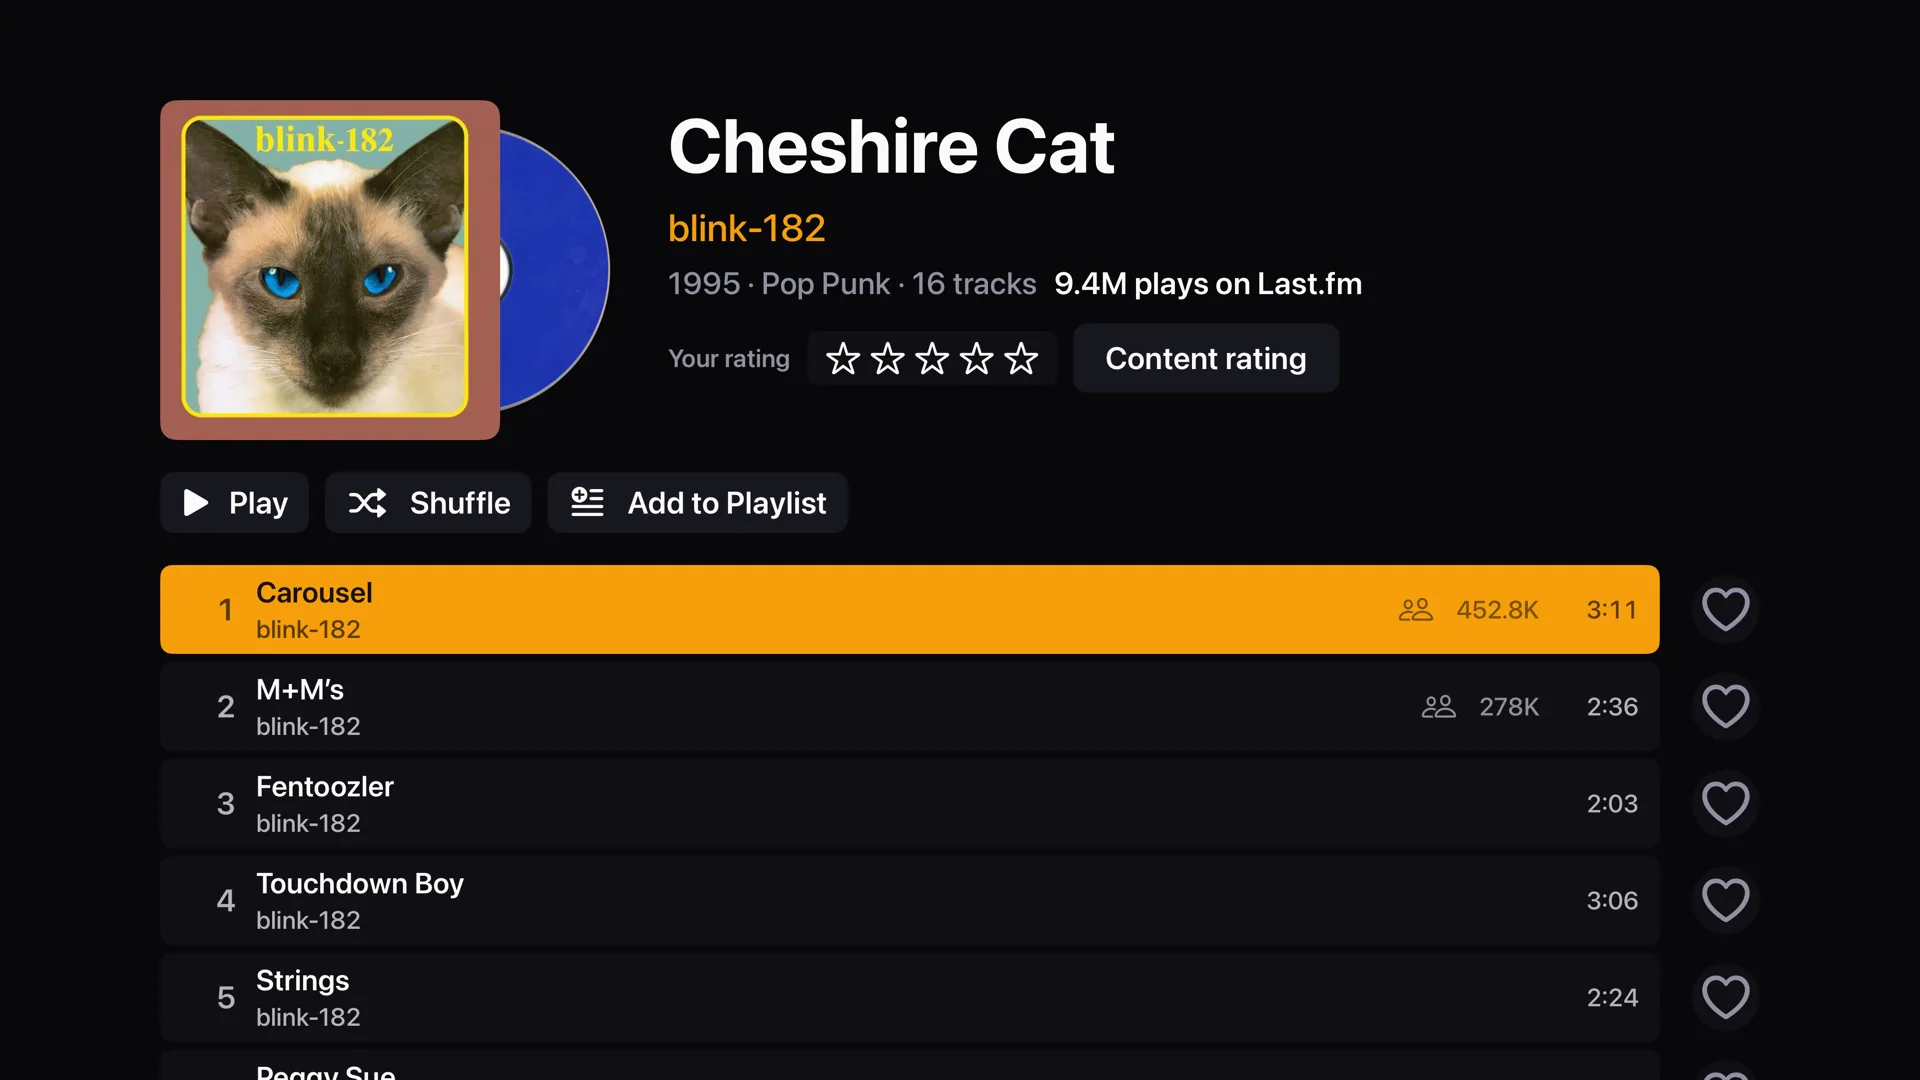 blink-182
Cheshire Cat
blink-182
1995 · Pop Punk · 16 tracks 9.4M plays on Last.fm
Your rating Content rating
Play Shuffle Add to Playlist
1 Carousel 452.8K 3:11
blink-182
2 M+M’s 278K 2:36
blink-182
3 Fentoozler 2:03
blink-182
4 Touchdown Boy 3:06
blink-182
5 Strings 2:24
blink-182
Peggy Sue